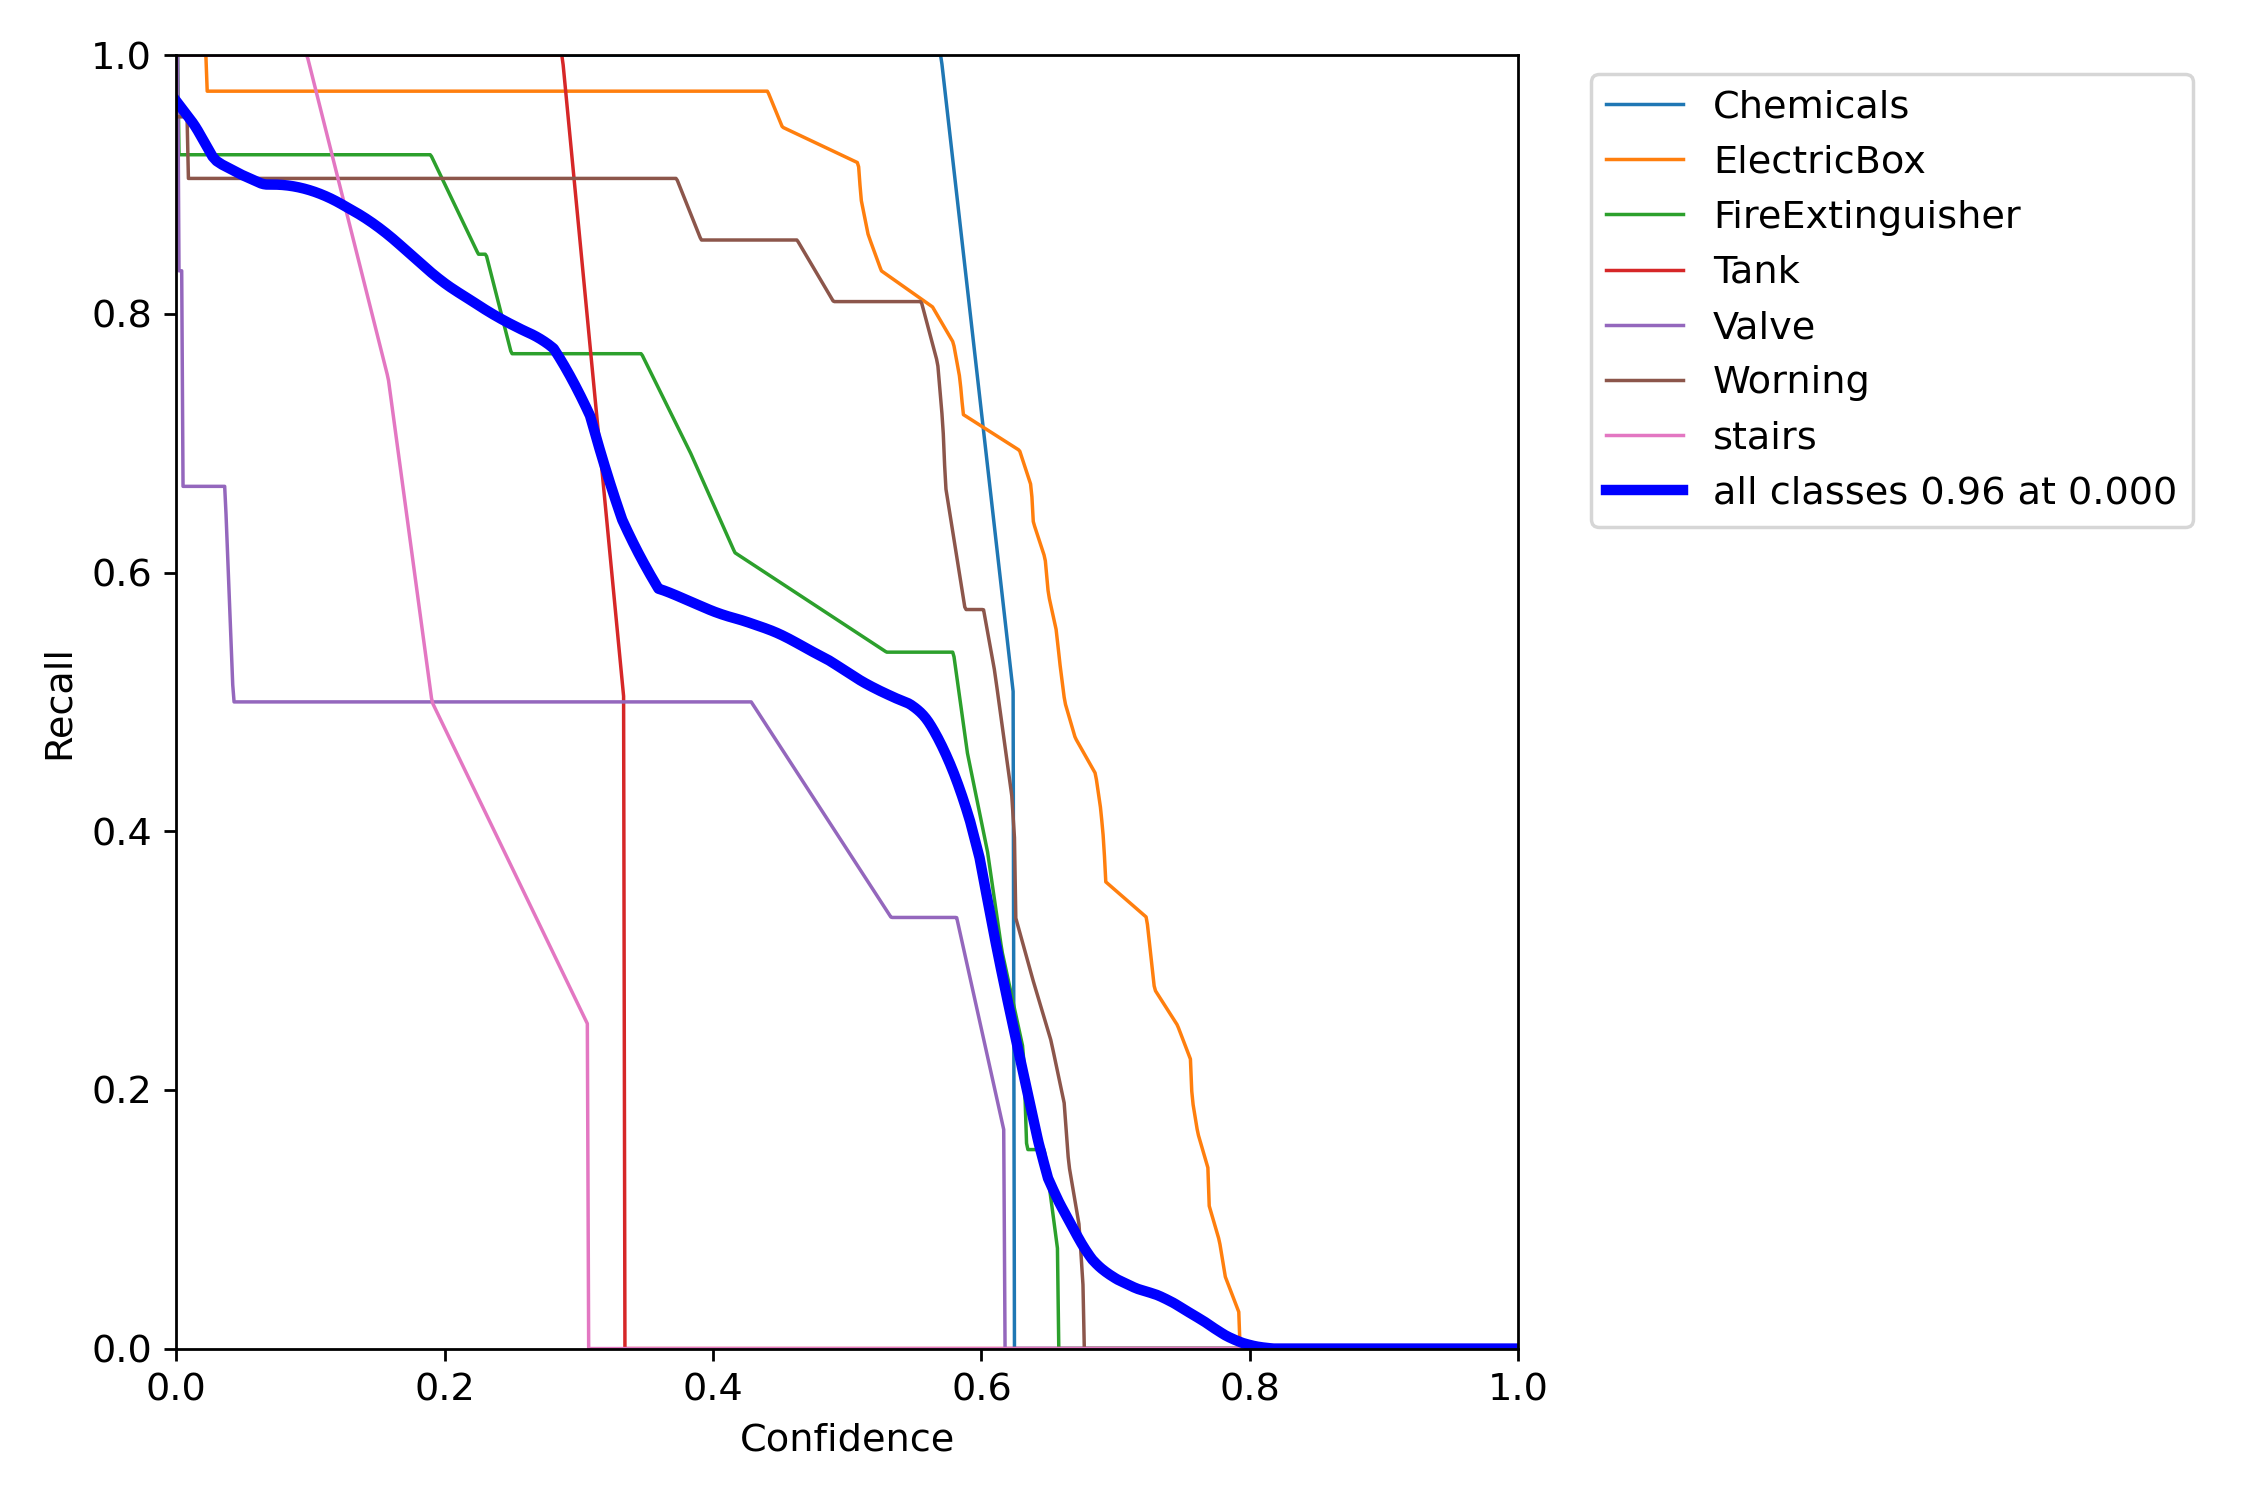 1.0
0.8
0.6
0.4
0.2
0.0
Recall
0.0 0.2 0.4 0.6 0.8 1.0
Confidence
Chemicals
ElectricBox
FireExtinguisher
Tank
Valve
Worning
stairs
all classes 0.96 at 0.000